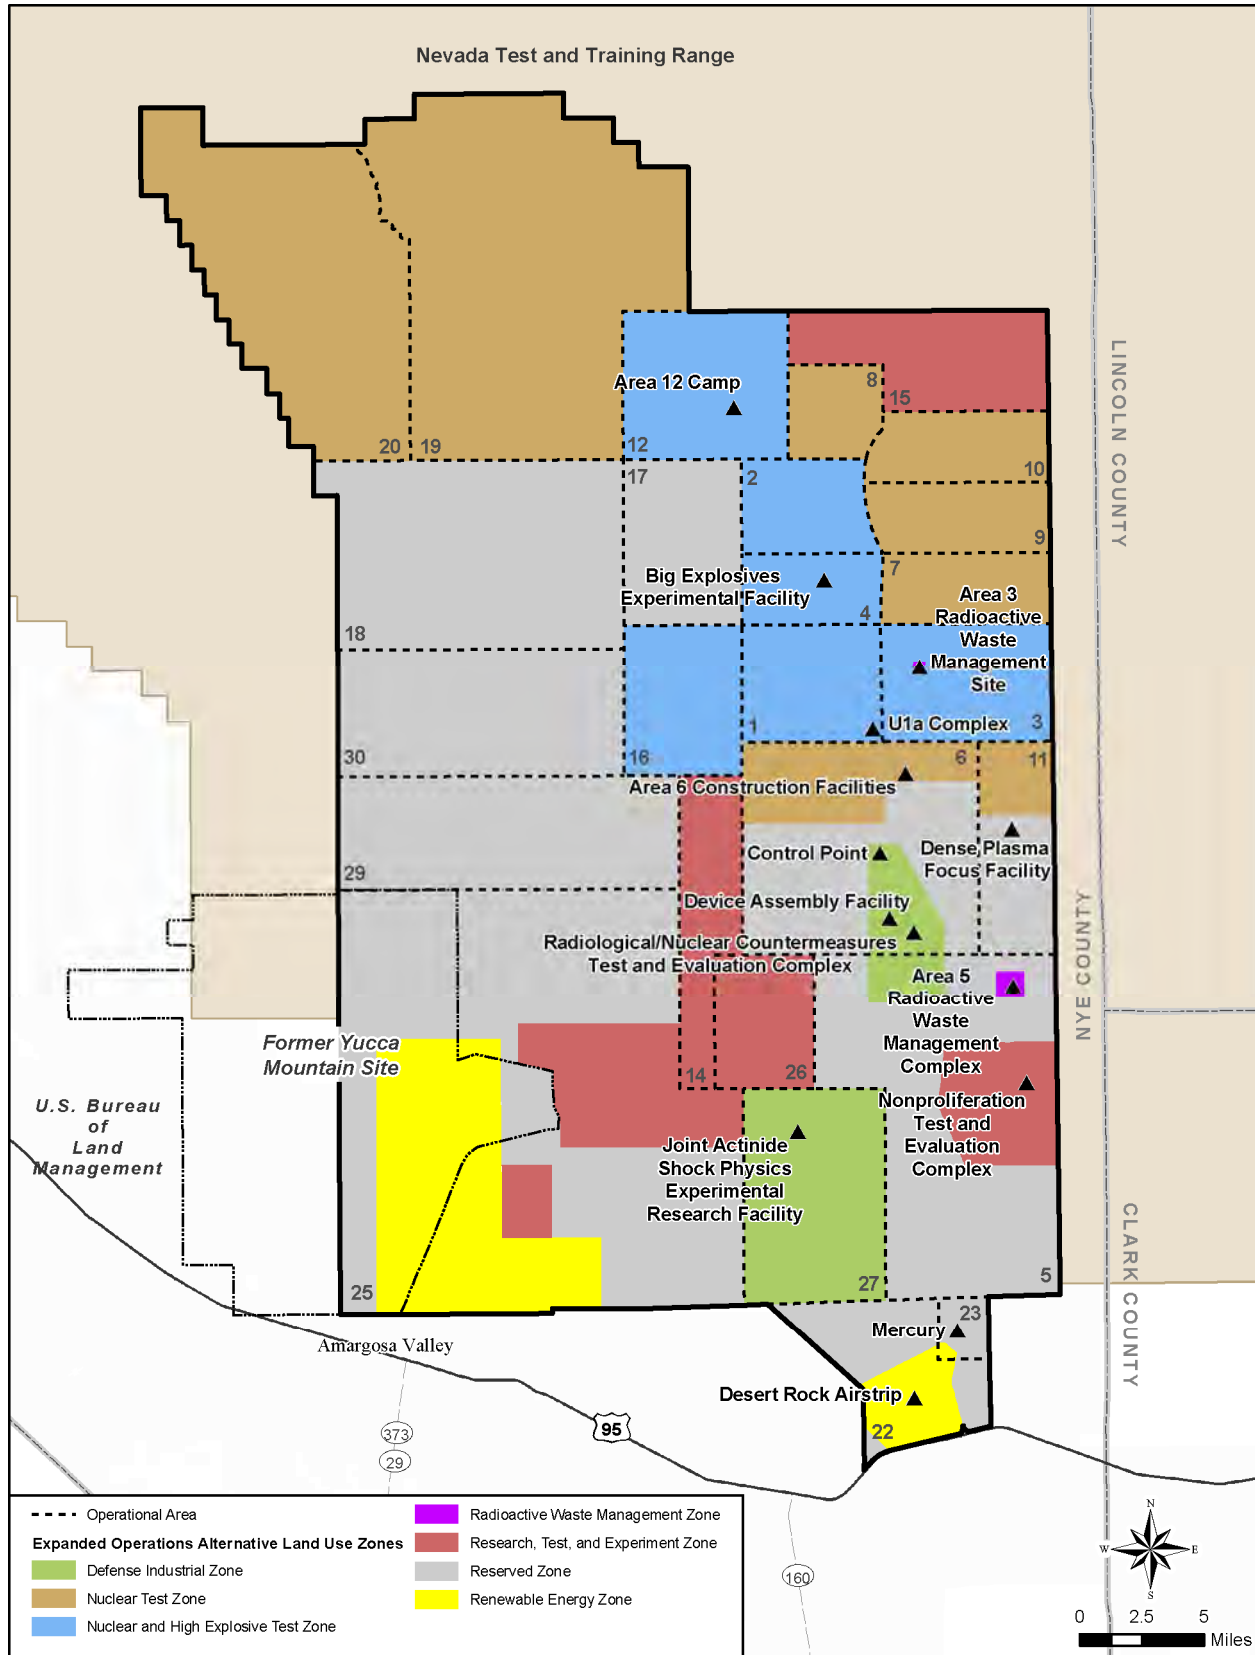 Nevada Test and Training Range
Area 12 Camp
8
15
LINCOLN COUNTY
20
19
12
10
17
2
9
Big Explosives
Experimental Facility
7
4
Area 3
Radioactive
Waste
Management
Site
18
1
U1a Complex
3
30
16
6
11
Area 6 Construction Facilities
Control Point
Dense Plasma
Focus Facility
29
Device Assembly Facility
NYE COUNTY
Radiological/Nuclear Countermeasures
Test and Evaluation Complex
Area 5
Radioactive
Waste
Management
Complex
Former Yucca
Mountain Site
14
26
U.S. Bureau
of
Land
Management
Nonproliferation
Test and
Evaluation
Complex
Joint Actinide
Shock Physics
Experimental
Research Facility
CLARK COUNTY
25
27
5
23
Mercury
Amargosa Valley
Desert Rock Airstrip
22
373
29
95
160
Operational Area
Expanded Operations Alternative Land Use Zones
Defense Industrial Zone
Nuclear Test Zone
Nuclear and High Explosive Test Zone
Radioactive Waste Management Zone
Research, Test, and Experiment Zone
Reserved Zone
Renewable Energy Zone
N
W E
S
0 2.5 5
Miles